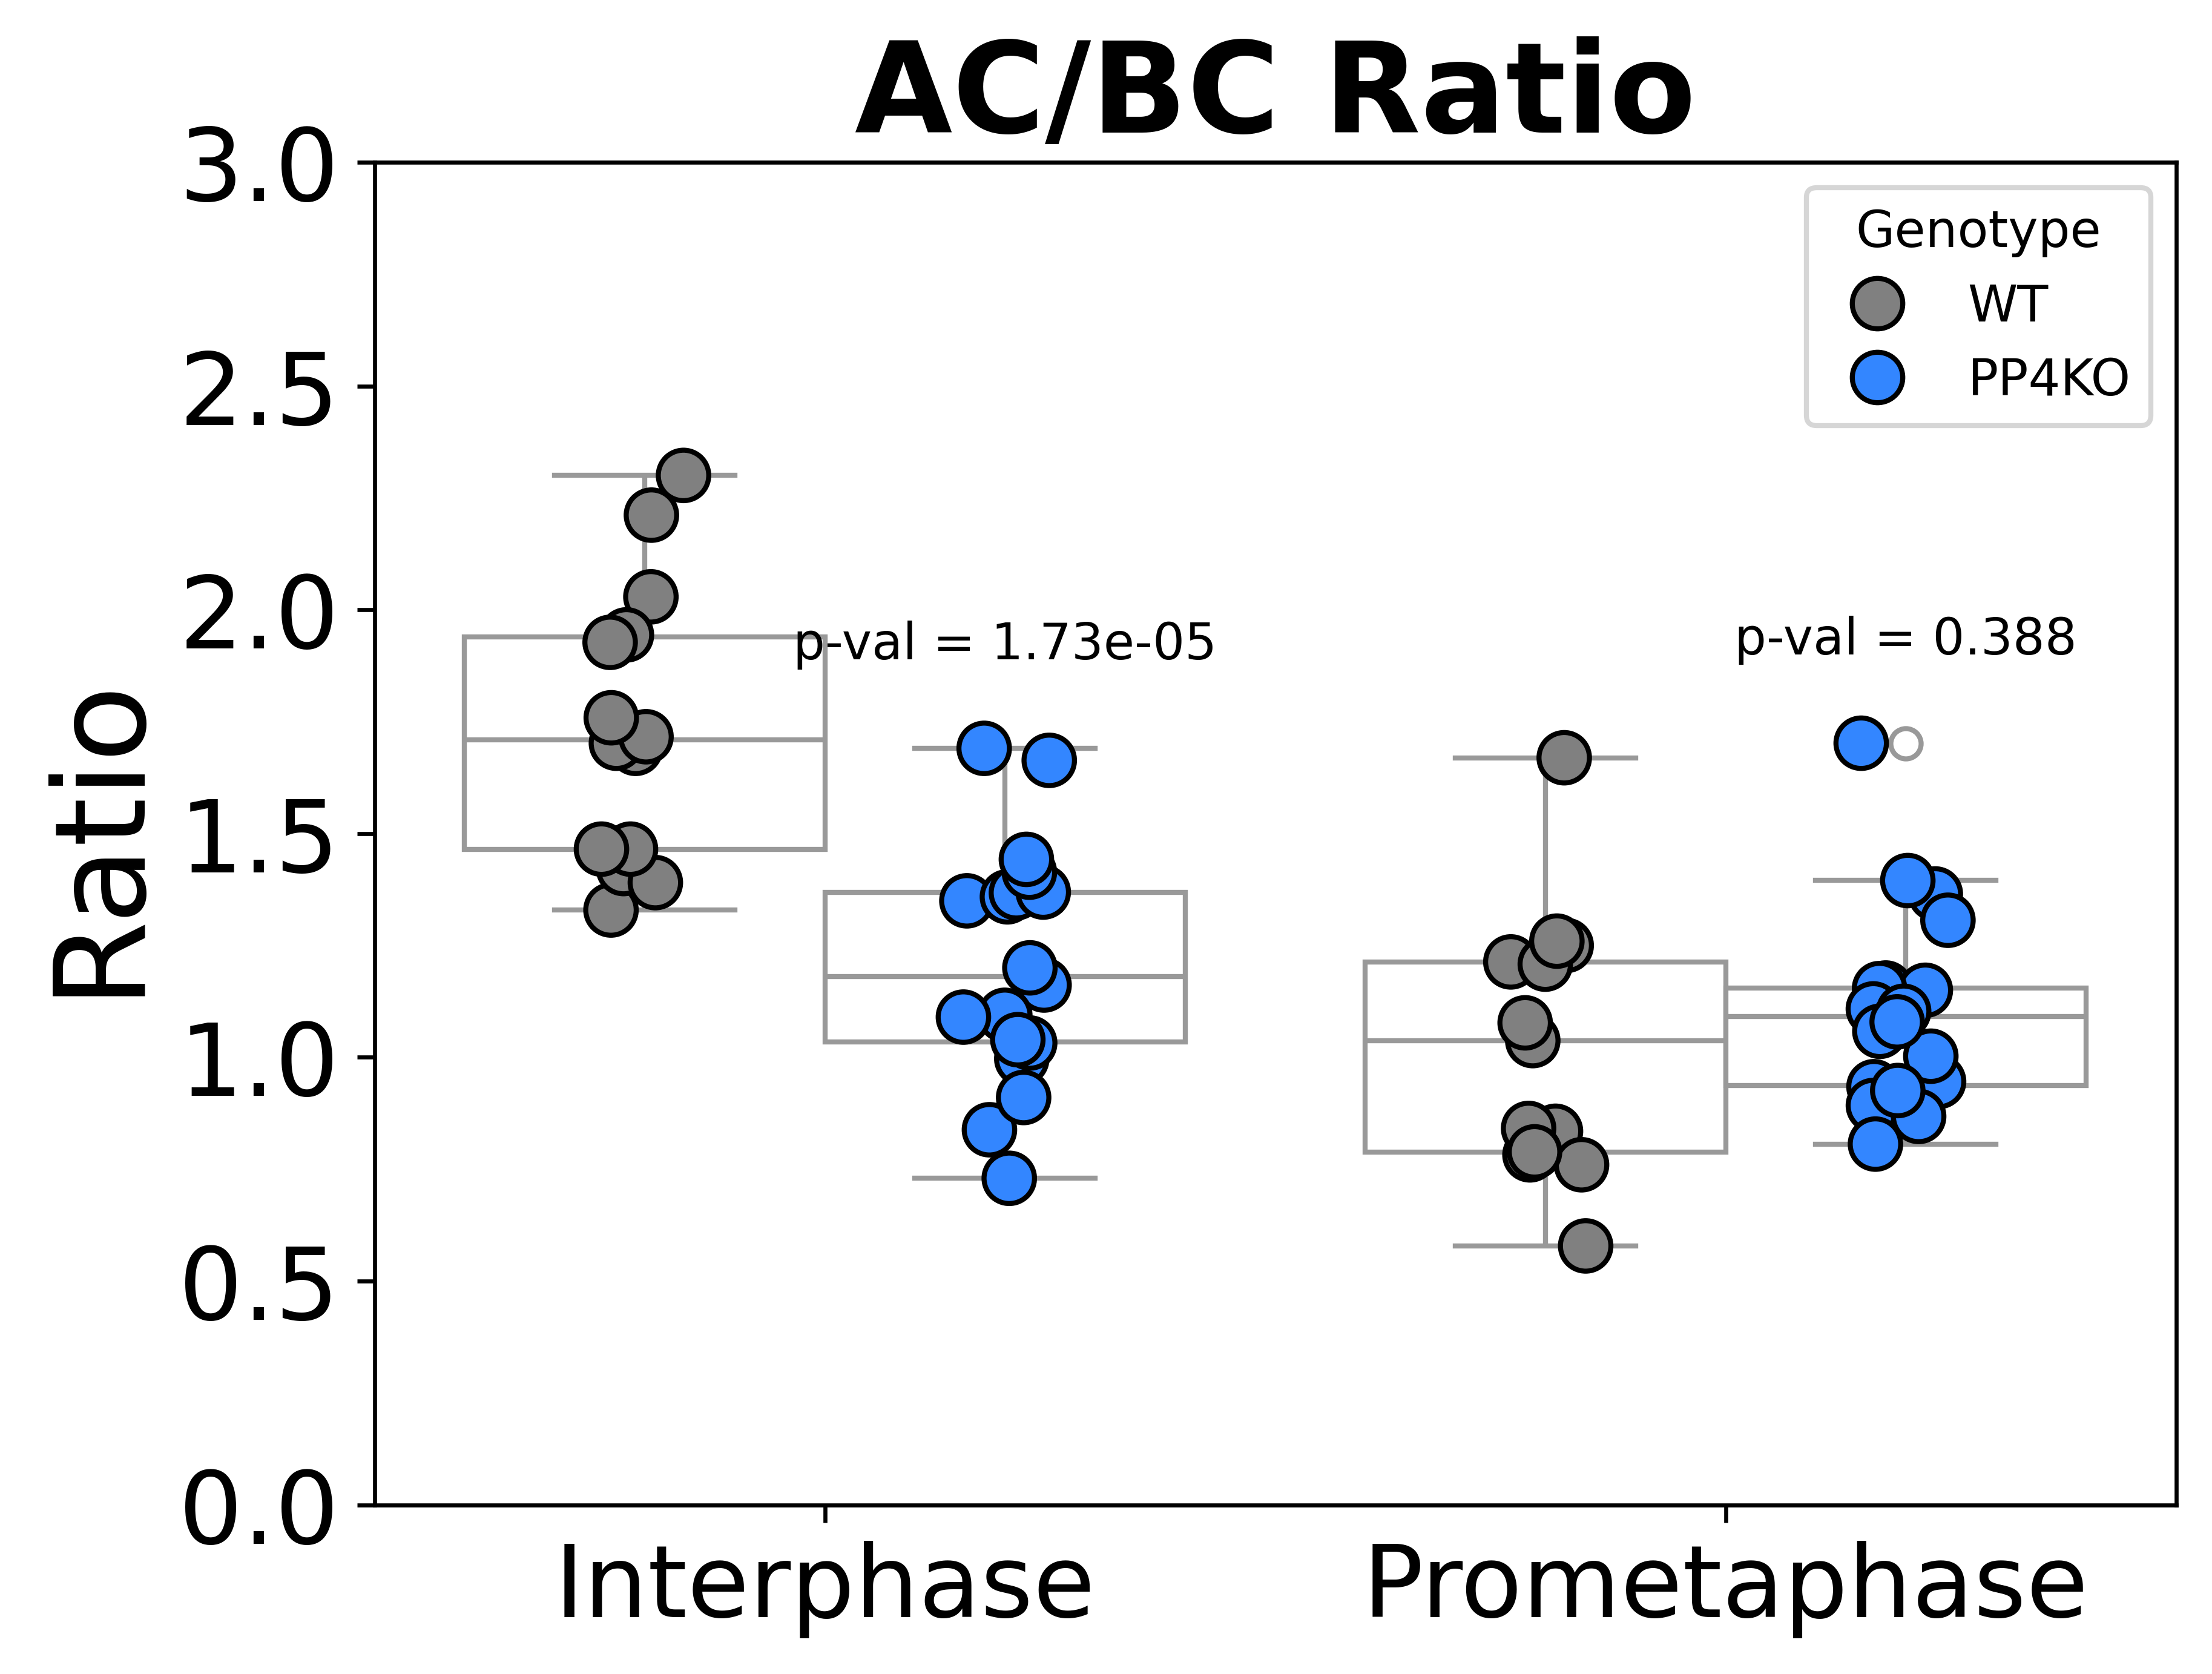 AC/BC Ratio
3.0
2.5
2.0
1.5
1.0
0.5
0.0
Ratio
Genotype
WT
PP4KO
p-val = 1.73e-05
p-val = 0.388
Interphase
Prometaphase